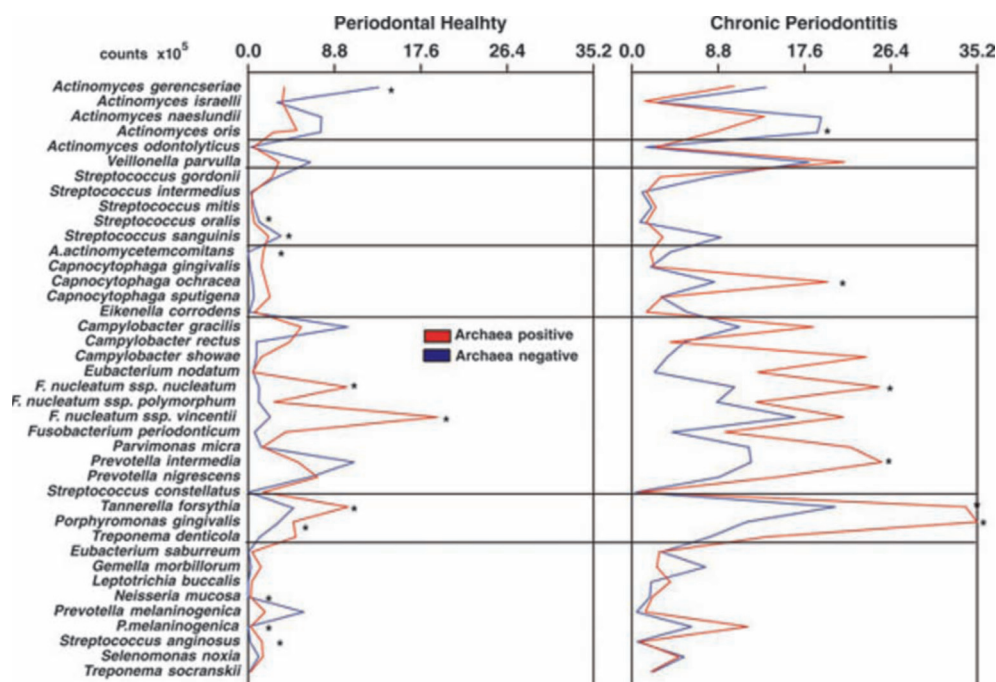 Periodontal Healhty Chronic Periodontitis
counts x10⁵ 0.0 8.8 17.6 26.4 35.2 0.0 8.8 17.6 26.4 35.2
Actinomyces gerencseriae *
Actinomyces israelli
Actinomyces naeslundii
Actinomyces oris *
Actinomyces odontolyticus
Veillonella parvulla
Streptococcus gordonii
Streptococcus intermedius
Streptococcus mitis
Streptococcus oralis *
Streptococcus sanguinis *
A.actinomycetemcomitans *
Capnocytophaga gingivalis
Capnocytophaga ochracea *
Capnocytophaga sputigena
Eikenella corrodens
Campylobacter gracilis
Archaea positive
Campylobacter rectus
Campylobacter showae
Archaea negative
Eubacterium nodatum
F. nucleatum ssp. nucleatum * *
F. nucleatum ssp. polymorphum
F. nucleatum ssp. vincentii *
Fusobacterium periodonticum
Parvimonas micra
Prevotella intermedia *
Prevotella nigrescens
Streptococcus constellatus
Tannerella forsythia * *
Porphyromonas gingivalis * *
Treponema denticola
Eubacterium saburreum
Gemella morbillorum
Leptotrichia buccalis
Neisseria mucosa *
Prevotella melaninogenica
P.melaninogenica *
Streptococcus anginosus *
Selenomonas noxia
Treponema socranskii